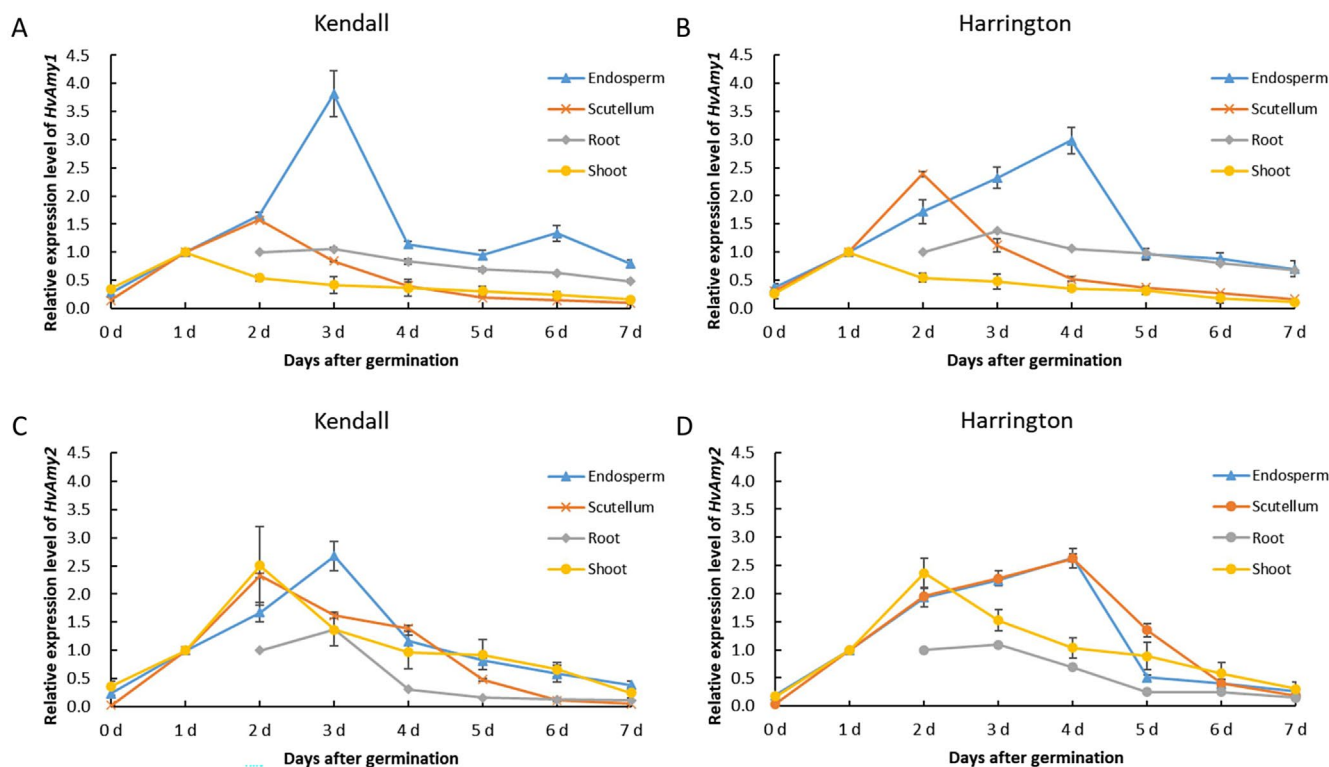 A
Kendall
Relative expression level of HvAmy1
4.5
4.0
3.5
3.0
2.5
2.0
1.5
1.0
0.5
0.0
Endosperm
Scutellum
Root
Shoot
0 d 1 d 2 d 3 d 4 d 5 d 6 d 7 d
Days after germination
B
Harrington
Relative expression level of HvAmy1
4.5
4.0
3.5
3.0
2.5
2.0
1.5
1.0
0.5
0.0
Endosperm
Scutellum
Root
Shoot
0 d 1 d 2 d 3 d 4 d 5 d 6 d 7 d
Days after germination
C
Kendall
Relative expression level of HvAmy2
4.5
4.0
3.5
3.0
2.5
2.0
1.5
1.0
0.5
0.0
Endosperm
Scutellum
Root
Shoot
0 d 1 d 2 d 3 d 4 d 5 d 6 d 7 d
Days after germination
D
Harrington
Relative expression level of HvAmy2
4.5
4.0
3.5
3.0
2.5
2.0
1.5
1.0
0.5
0.0
Endosperm
Scutellum
Root
Shoot
0 d 1 d 2 d 3 d 4 d 5 d 6 d 7 d
Days after germination